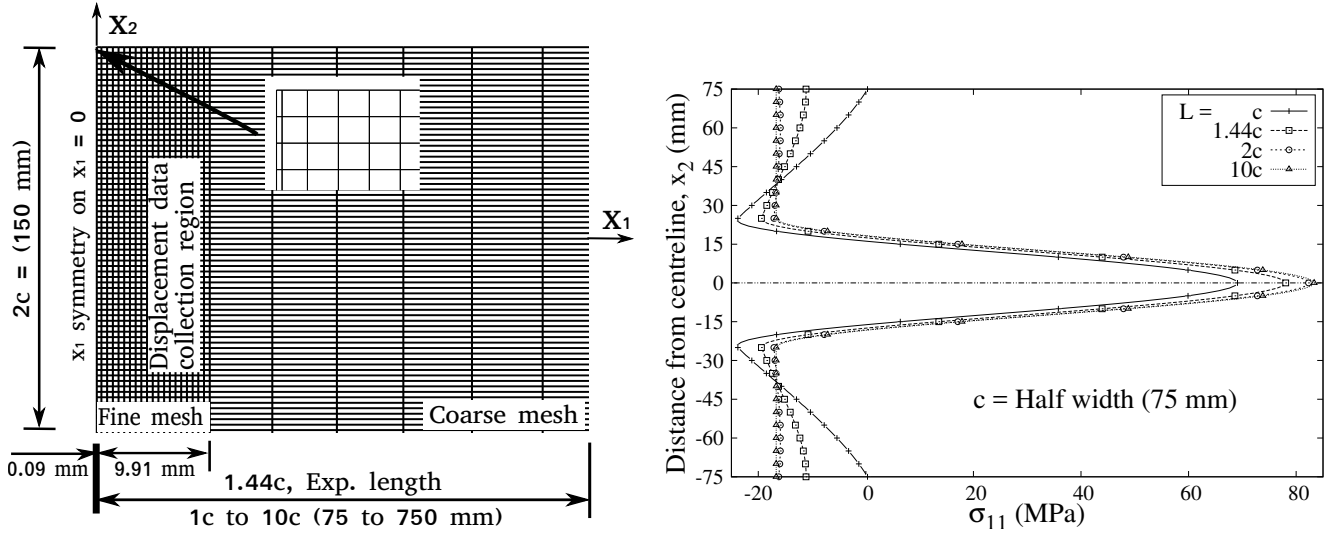 X2
2c = (150 mm)
x1 symmetry on x1 = 0
Displacement data
collection region
X1
Fine mesh
Coarse mesh
0.09 mm
9.91 mm
1.44c, Exp. length
1c to 10c (75 to 750 mm)
Distance from centreline, x2 (mm)
75
60
45
30
15
0
-15
-30
-45
-60
-75
L = c
1.44c
2c
10c
c = Half width (75 mm)
-20 0 20 40 60 80
σ11 (MPa)